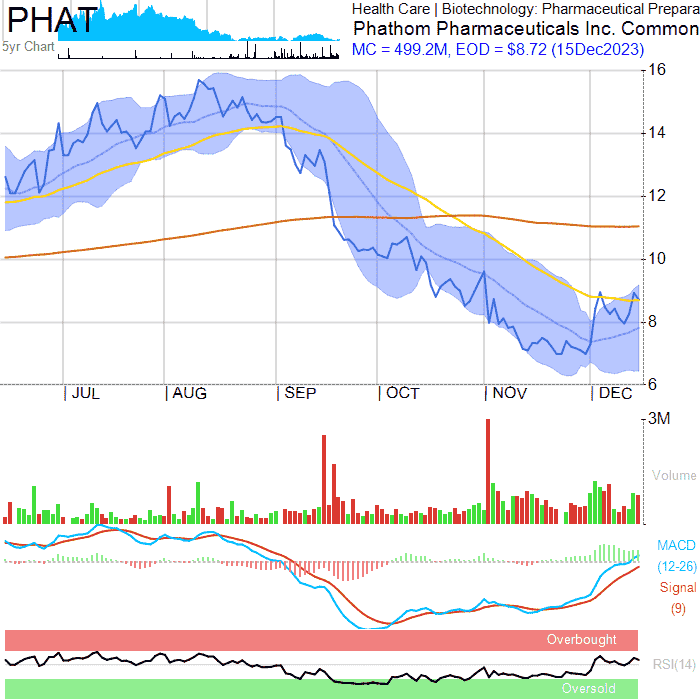 PHAT
5yr Chart
Health Care | Biotechnology: Pharmaceutical Prepara
Phathom Pharmaceuticals Inc. Common
MC = 499.2M, EOD = $8.72 (15Dec2023)
16
14
12
10
8
6
JUL AUG SEP OCT NOV DEC
3M
Volume
MACD
(12-26)
Signal
(9)
Overbought
RSI(14)
Oversold